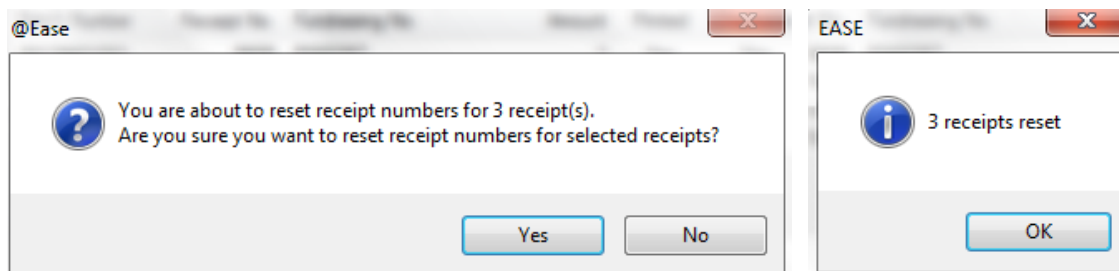 @Ease
You are about to reset receipt numbers for 3 receipt(s).
Are you sure you want to reset receipt numbers for selected receipts?
Yes
No
EASE
3 receipts reset
OK